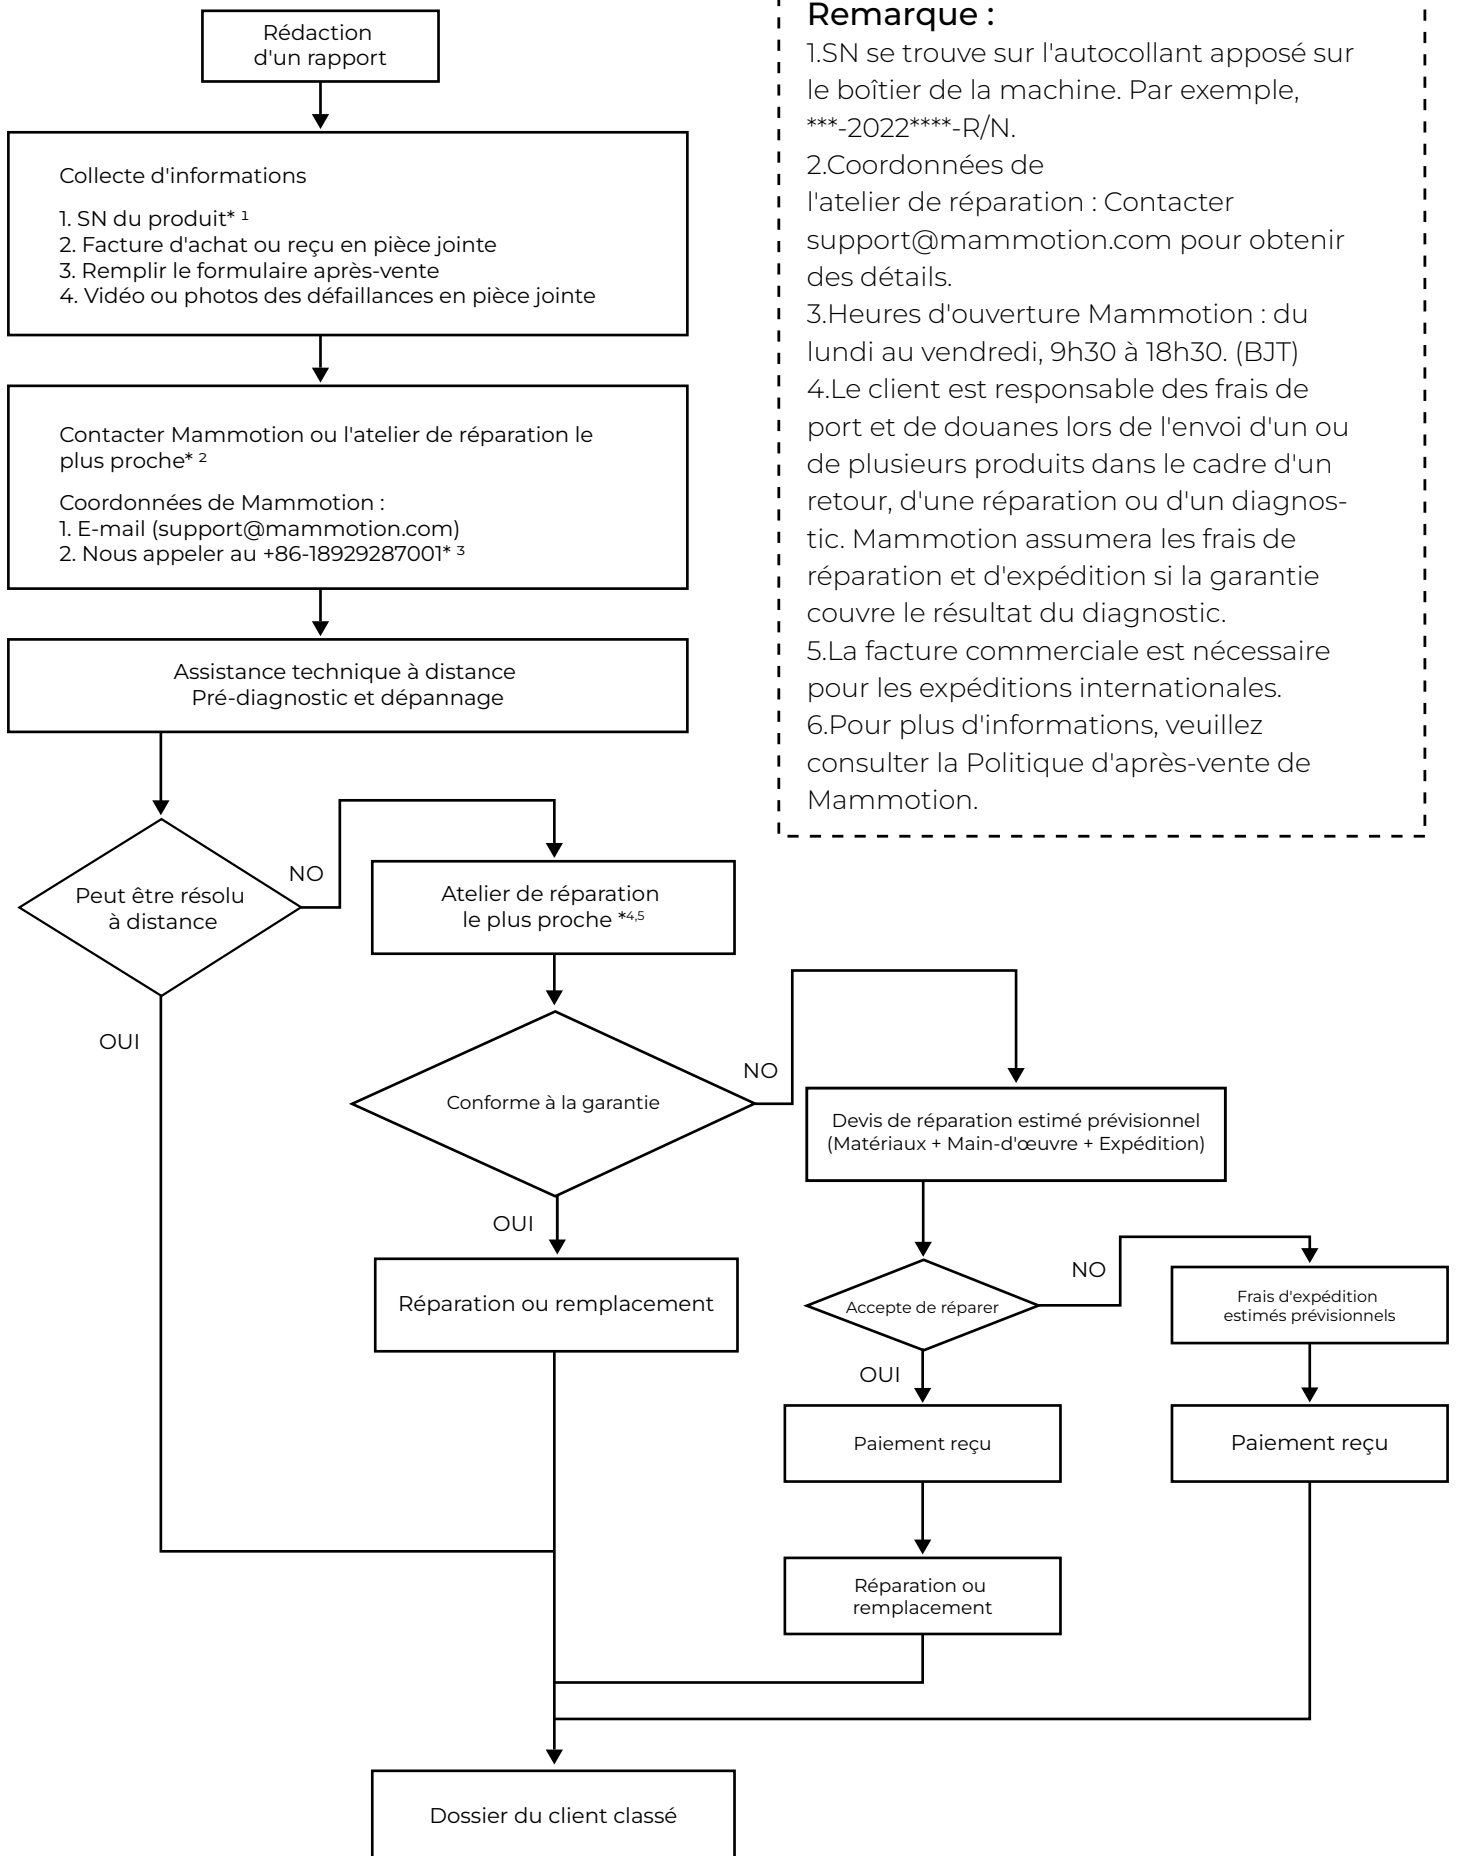 Rédaction
d'un rapport
Collecte d'informations
1. SN du produit* ¹
2. Facture d'achat ou reçu en pièce jointe
3. Remplir le formulaire après-vente
4. Vidéo ou photos des défaillances en pièce jointe
Contacter Mammotion ou l'atelier de réparation le
plus proche* ²
Coordonnées de Mammotion :
1. E-mail (support@mammotion.com)
2. Nous appeler au +86-18929287001* ³
Assistance technique à distance
Pré-diagnostic et dépannage
Remarque :
1.SN se trouve sur l'autocollant apposé sur
le boîtier de la machine. Par exemple,
***-2022****-R/N.
2.Coordonnées de
l'atelier de réparation : Contacter
support@mammotion.com pour obtenir
des détails.
3.Heures d'ouverture Mammotion : du
lundi au vendredi, 9h30 à 18h30. (BJT)
4.Le client est responsable des frais de
port et de douanes lors de l'envoi d'un ou
de plusieurs produits dans le cadre d'un
retour, d'une réparation ou d'un diagnos-
tic. Mammotion assumera les frais de
réparation et d'expédition si la garantie
couvre le résultat du diagnostic.
5.La facture commerciale est nécessaire
pour les expéditions internationales.
6.Pour plus d'informations, veuillez
consulter la Politique d'après-vente de
Mammotion.
Peut être résolu
à distance
NO
OUI
Atelier de réparation
le plus proche *⁴,⁵
Conforme à la garantie
NO
OUI
Devis de réparation estimé prévisionnel
(Matériaux + Main-d'œuvre + Expédition)
Réparation ou remplacement
Accepte de réparer
NO
OUI
Frais d'expédition
estimés prévisionnels
Paiement reçu
Paiement reçu
Réparation ou
remplacement
Dossier du client classé